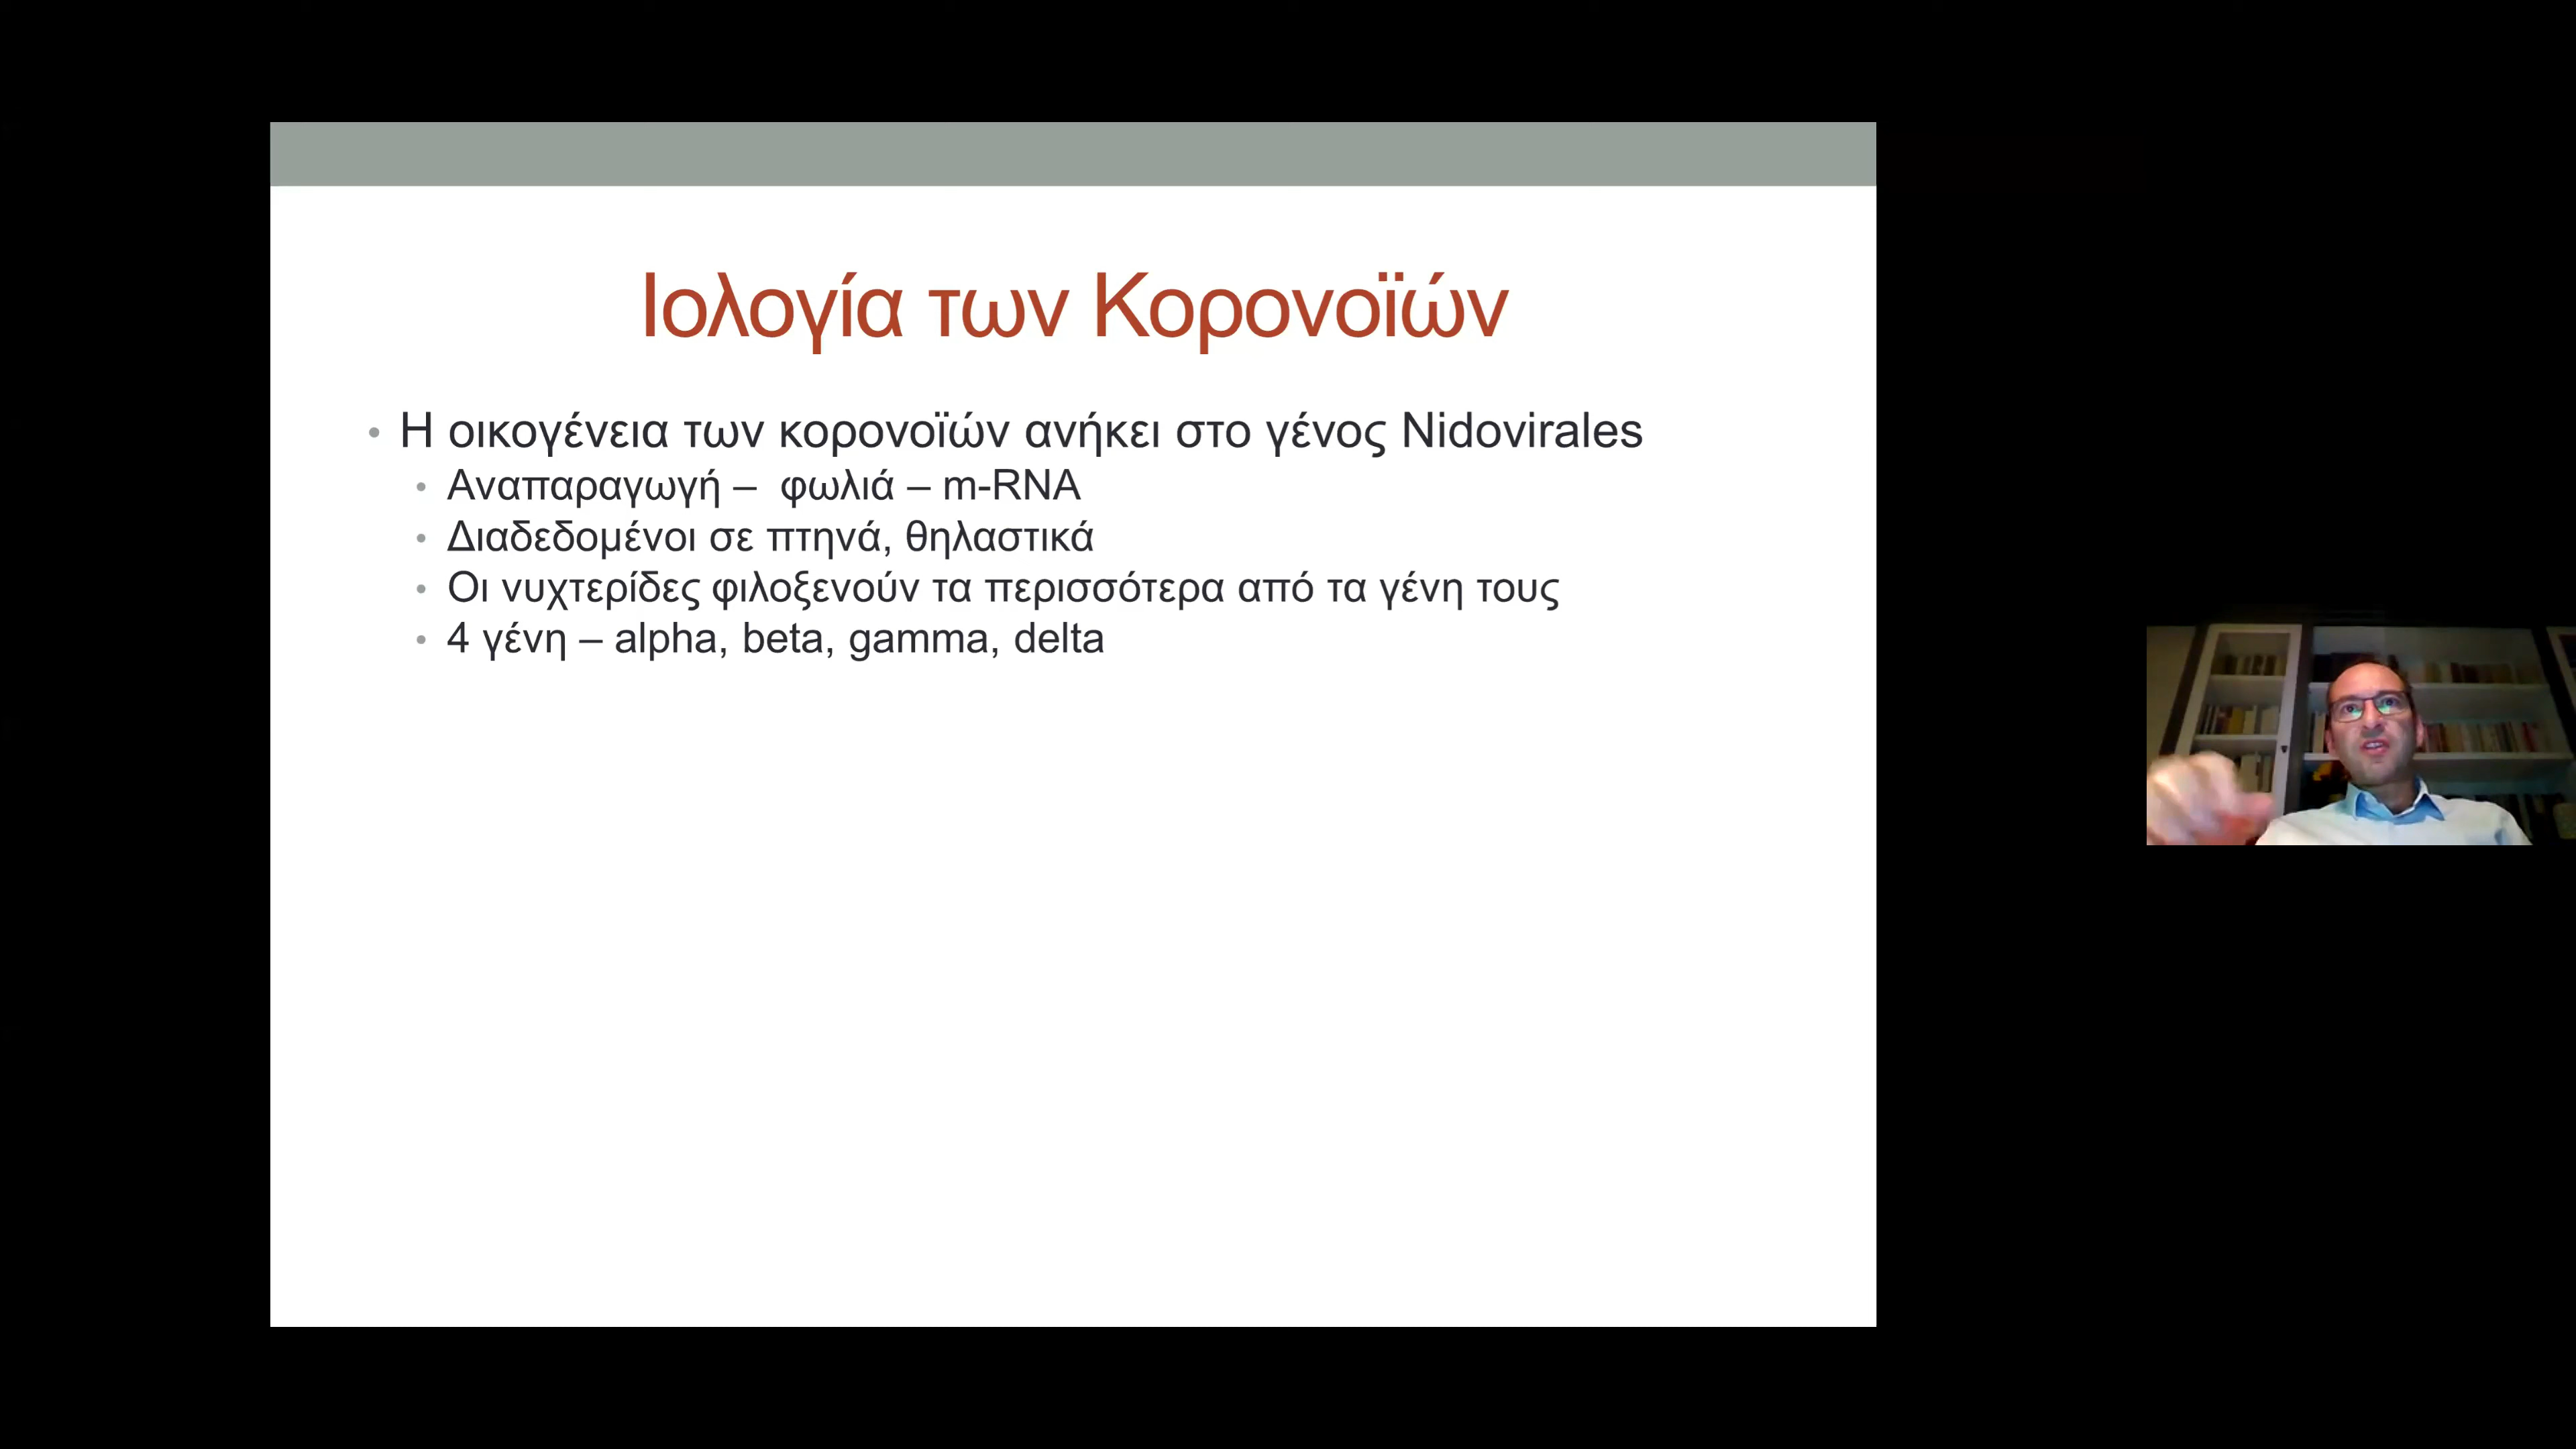 Ιολογία των Κορονοϊών
• Η οικογένεια των κορονοϊών ανήκει στο γένος Nidovirales
• Αναπαραγωγή – φωλιά – m-RNA
• Διαδεδομένοι σε πτηνά, θηλαστικά
• Οι νυχτερίδες φιλοξενούν τα περισσότερα από τα γένη τους
• 4 γένη – alpha, beta, gamma, delta